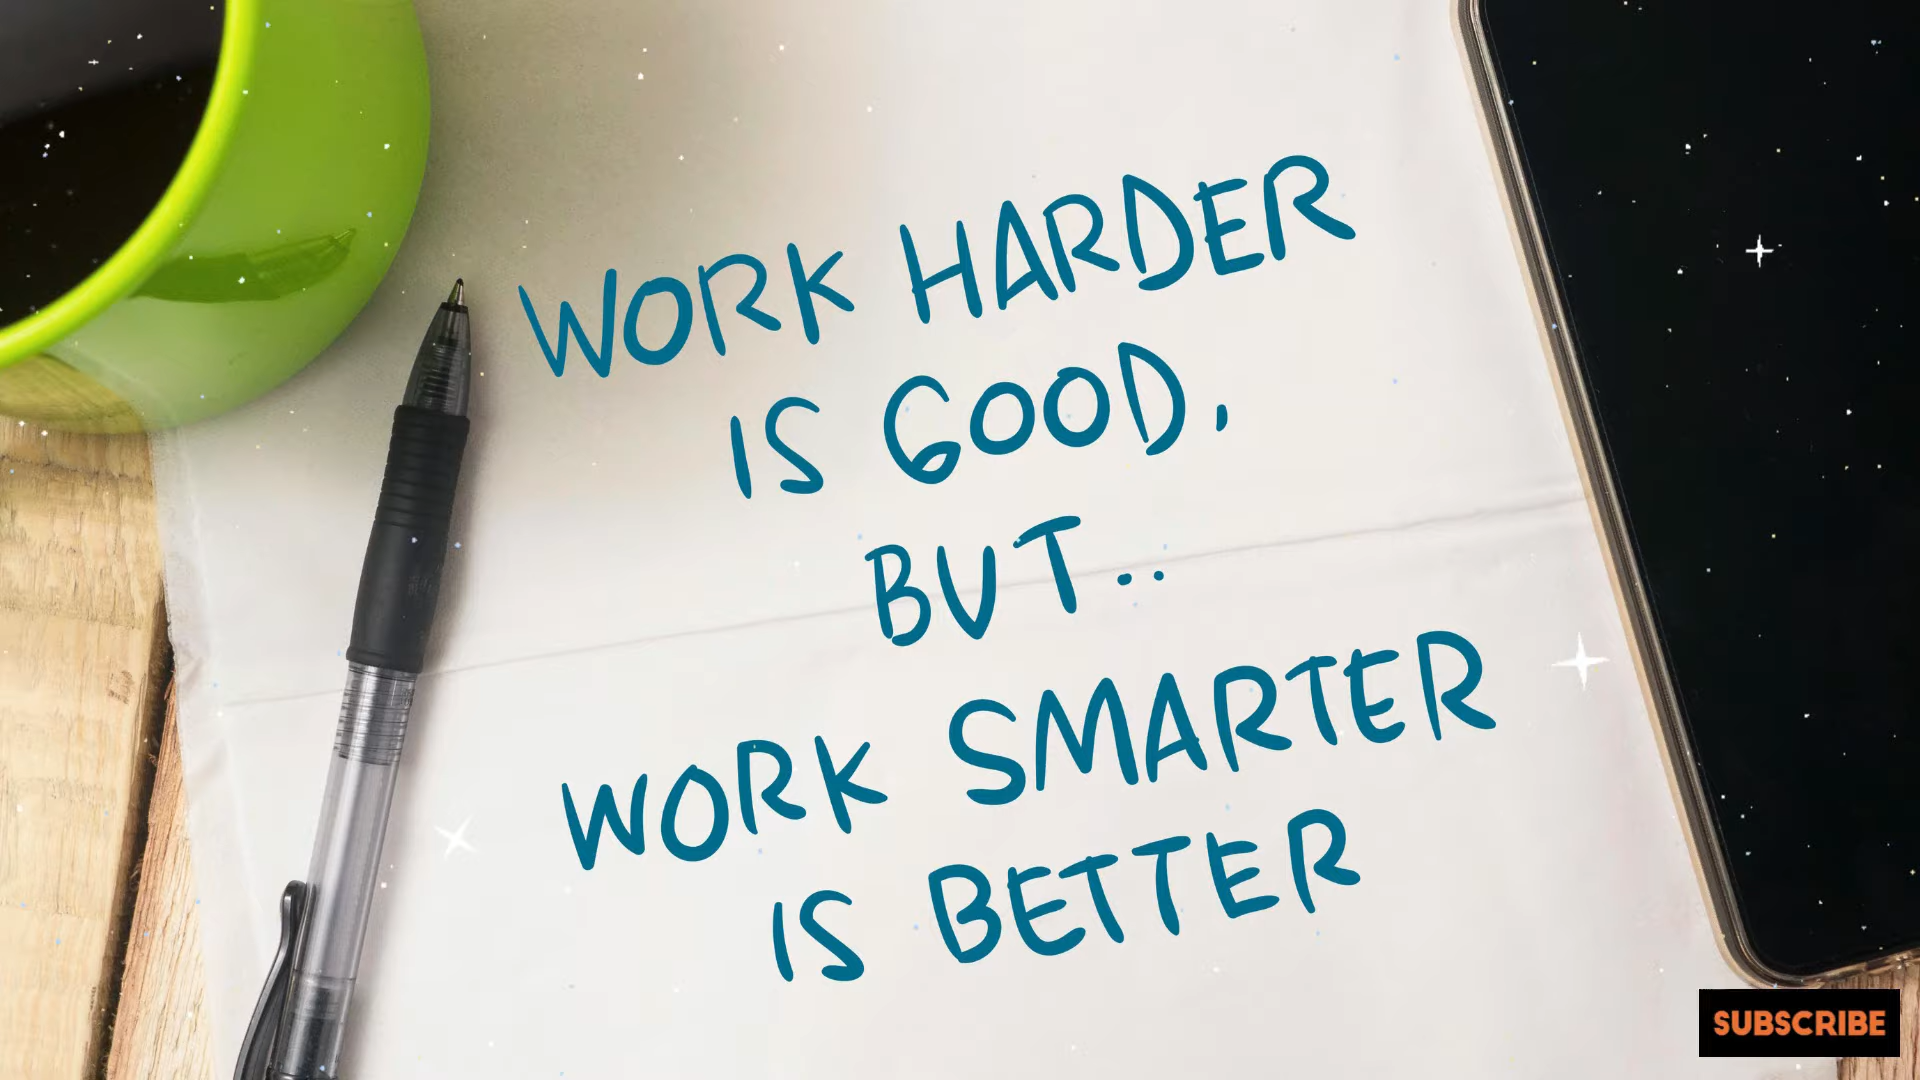 WORK HARDER
IS GOOD,
BUT..
WORK SMARTER
IS BETTER
SUBSCRIBE